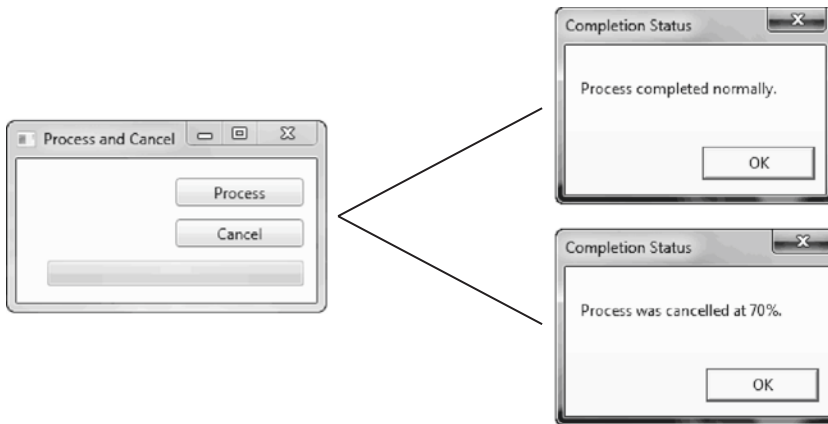 Process and Cancel
Process
Cancel
Completion Status
Process completed normally.
OK
Completion Status
Process was cancelled at 70%.
OK